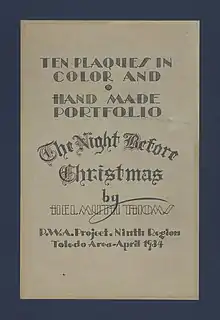 TEN PLAQUES IN
COLOR AND
HAND MADE
PORTFOLIO
The Night Before
Christmas
by
HELMUTH THOMS
P.W.A. Project. Ninth Region
Toledo Area - April 1934